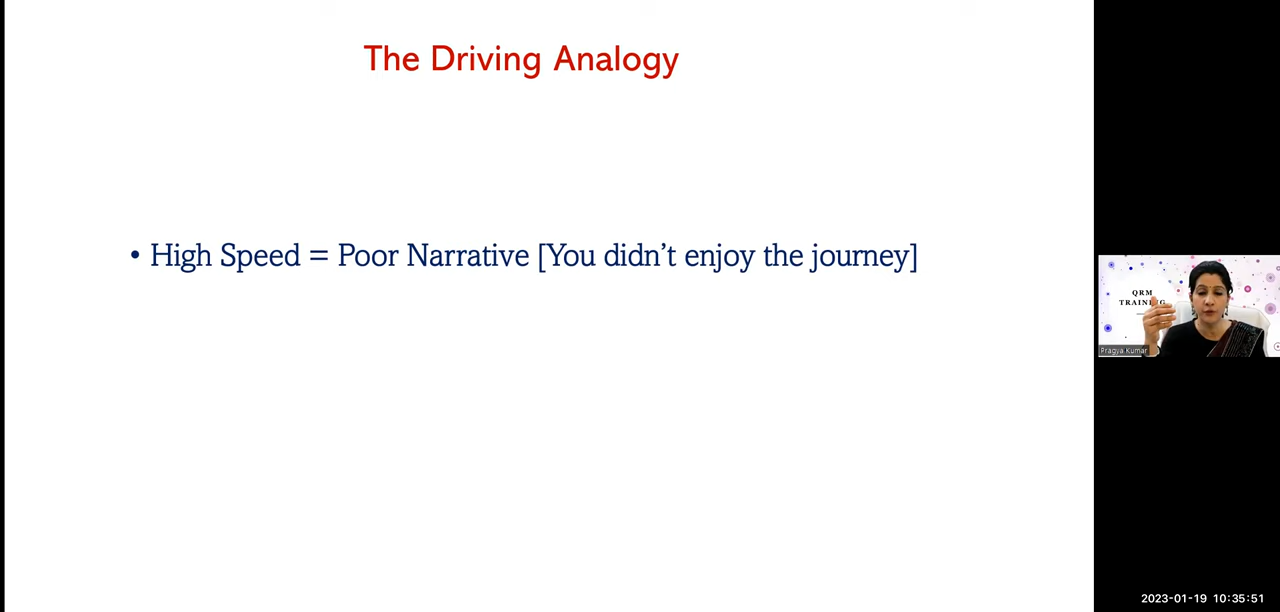 The Driving Analogy
• High Speed = Poor Narrative [You didn't enjoy the journey]
QRM
TRAINING
Pragya Kumar
2023-01-19 10:35:51